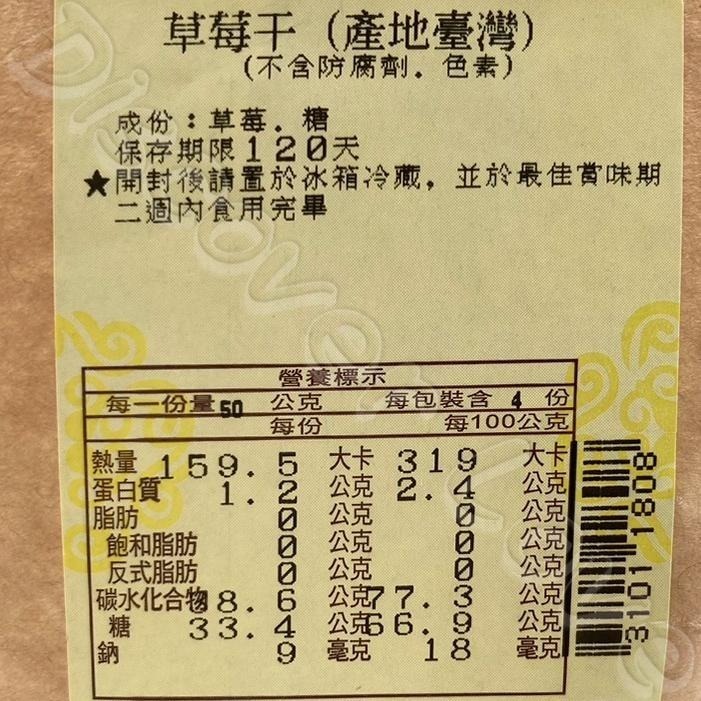 草莓干（產地臺灣）
（不含防腐劑．色素）
成份：草莓．糖
保存期限120天
★開封後請置於冰箱冷藏，並於最佳賞味期
二週內食用完畢
營養標示
每一份量50 公克 每包裝含 4 份
每份 每100公克
熱量 159.5 大卡 319 大卡
蛋白質 1.2 公克 2.4 公克
脂肪 0 公克 0 公克
飽和脂肪 0 公克 0 公克
反式脂肪 0 公克 0 公克
碳水化合物 38.6 公克 77.3 公克
糖 33.4 公克 66.9 公克
鈉 9 毫克 18 毫克
3101 1808